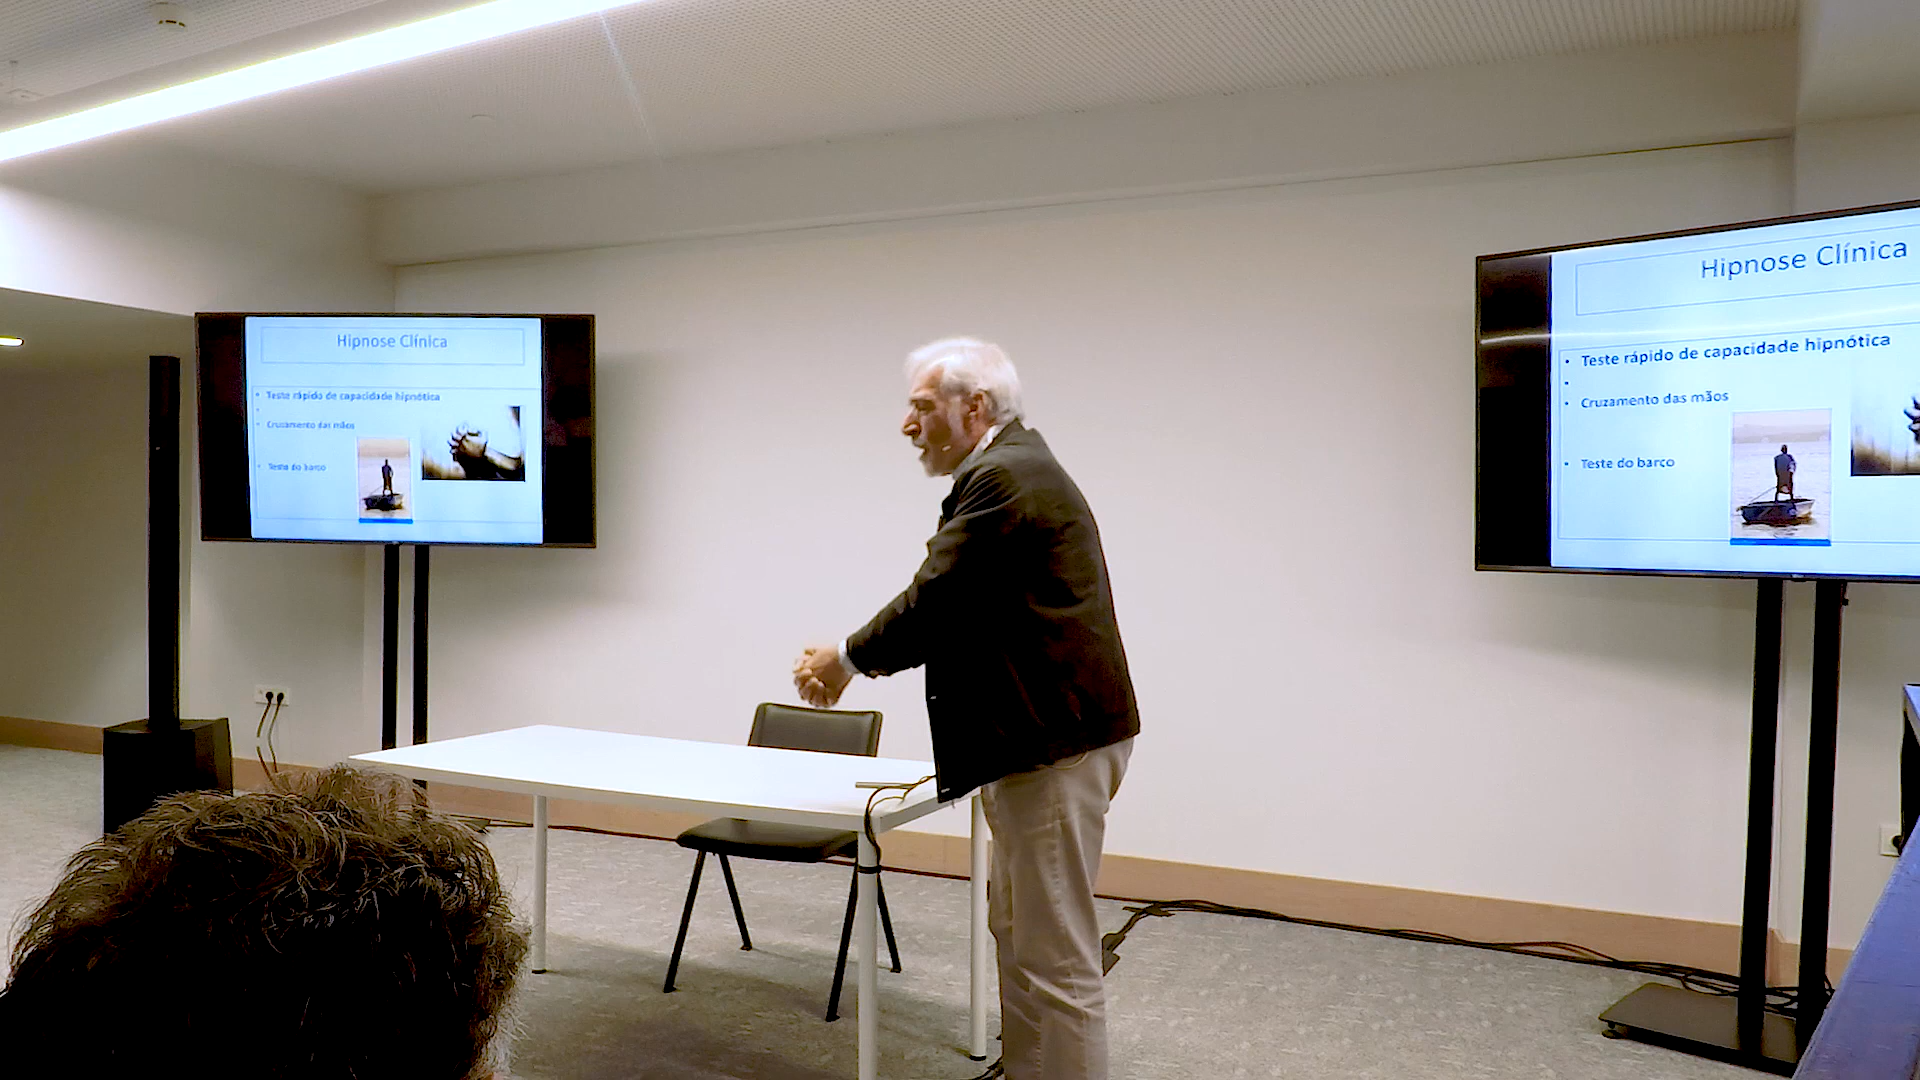 Hipnose Clínica
Teste rápido de capacidade hipnótica
Cruzamento das mãos
Teste do barco
Hipnose Clínica
Teste rápido de capacidade hipnótica
Cruzamento das mãos
Teste do barco